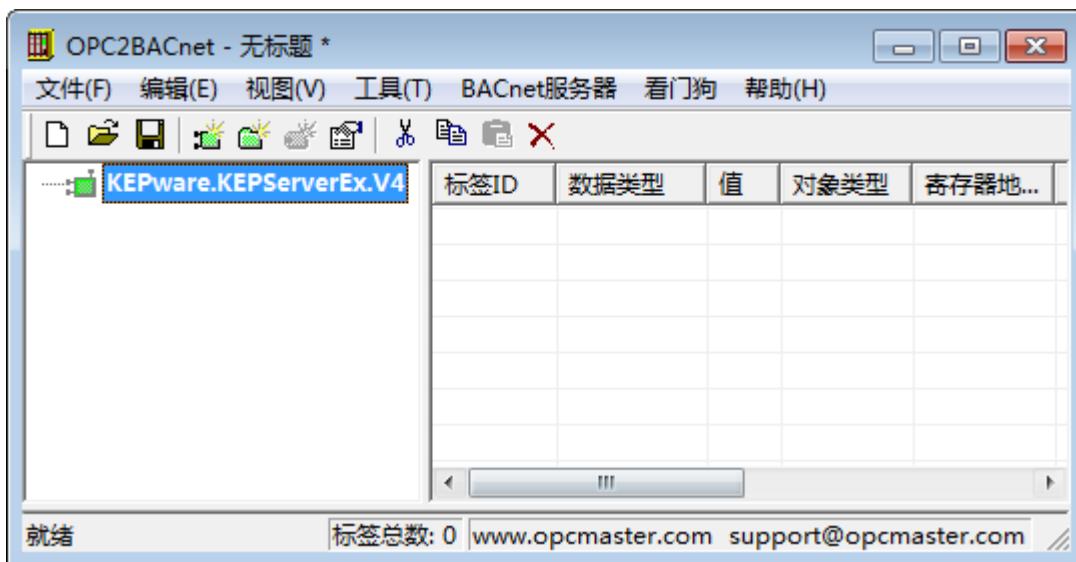 OPC2BACnet - 无标题 *
文件(F) 编辑(E) 视图(V) 工具(T) BACnet服务器 看门狗 帮助(H)
KEPware.KEPServerEx.V4
标签ID 数据类型 值 对象类型 寄存器地...
就绪 标签总数: 0 www.opcmaster.com support@opcmaster.com